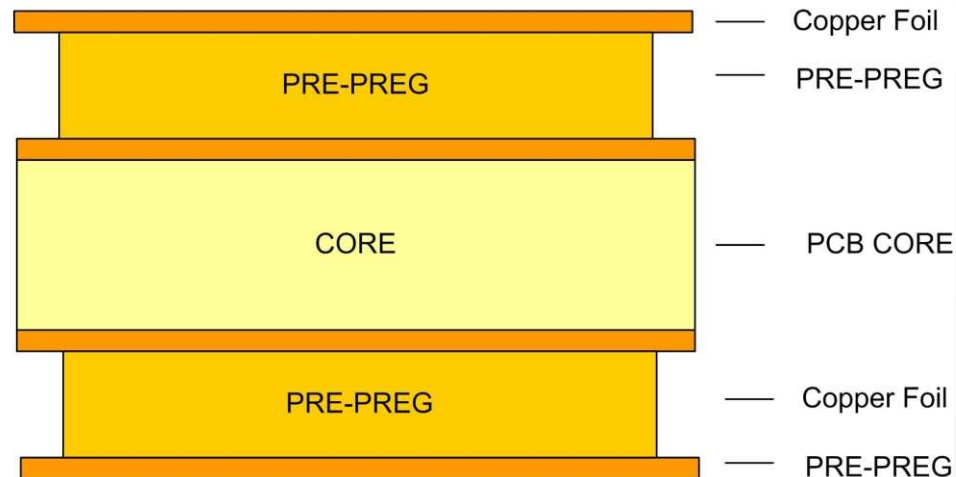 Copper Foil
PRE-PREG
PRE-PREG
CORE
PCB CORE
PRE-PREG
Copper Foil
PRE-PREG